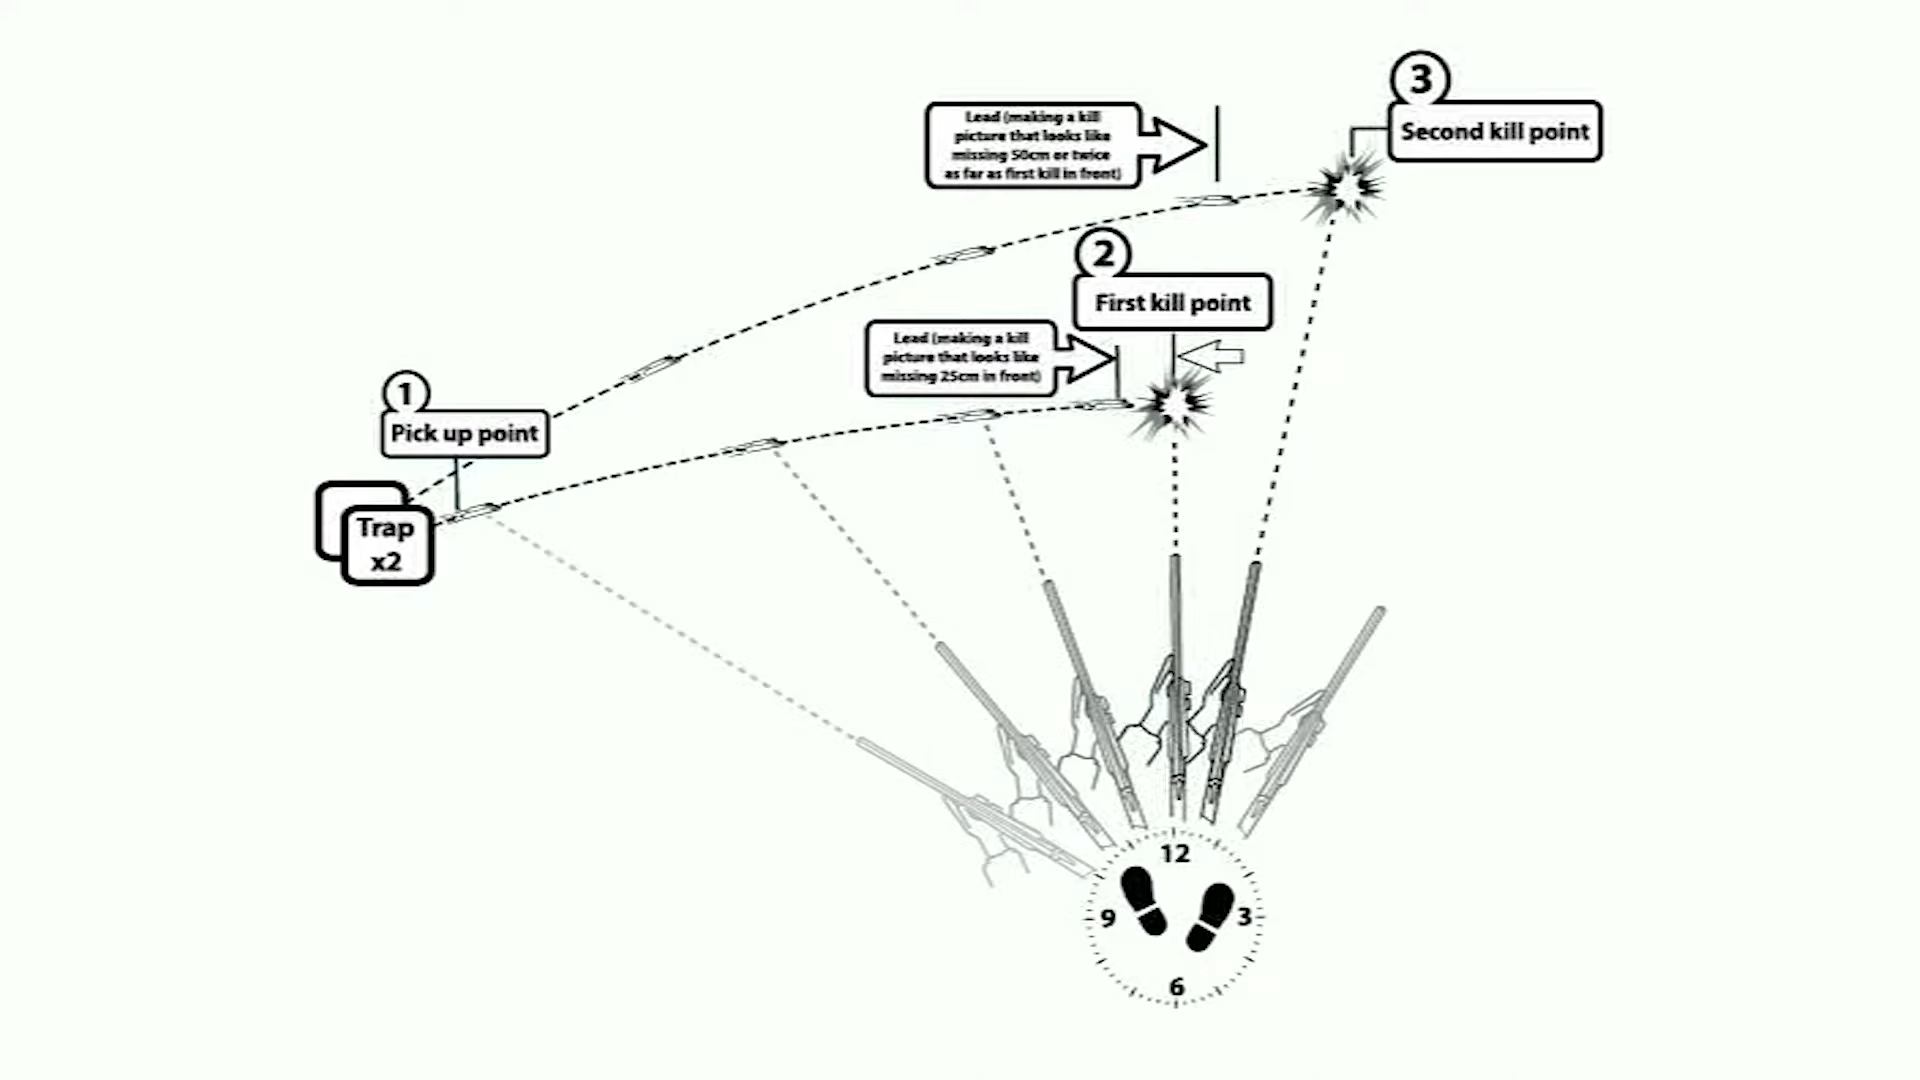 3
Second kill point
Lead (making a kill
picture that looks like
missing 50cm or twice
as far as first kill in front)
2
First kill point
Lead (making a kill
picture that looks like
missing 25cm in front)
1
Pick up point
Trap
x2
12
9
3
6